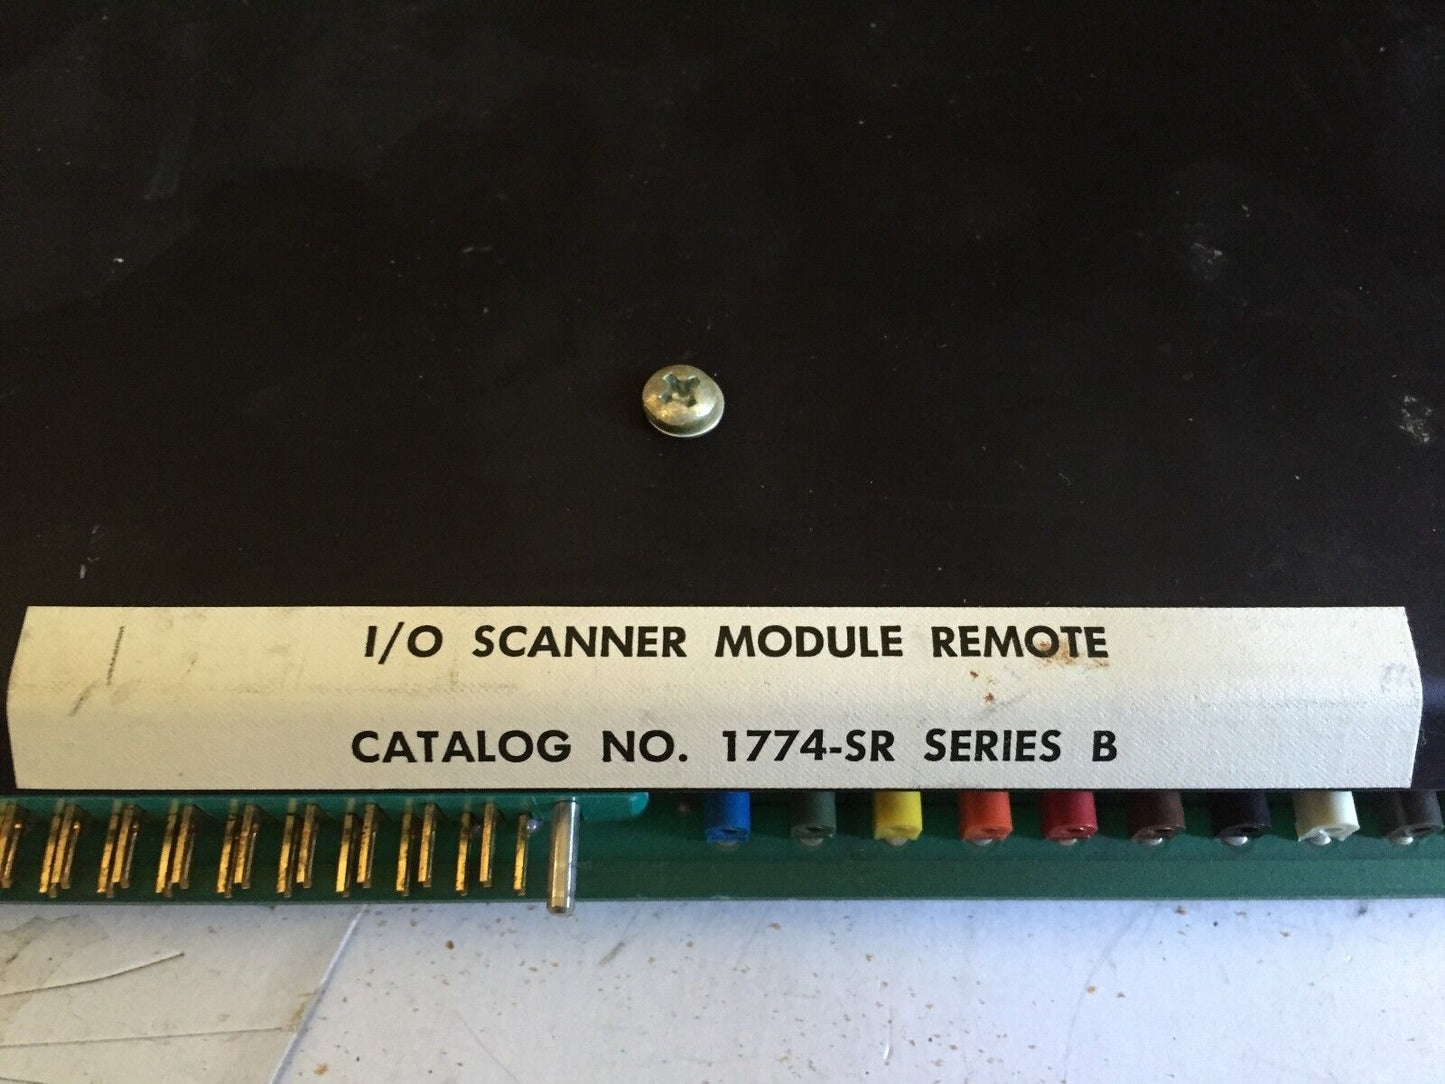 I/O SCANNER MODULE REMOTE
CATALOG NO. 1774-SR SERIES B